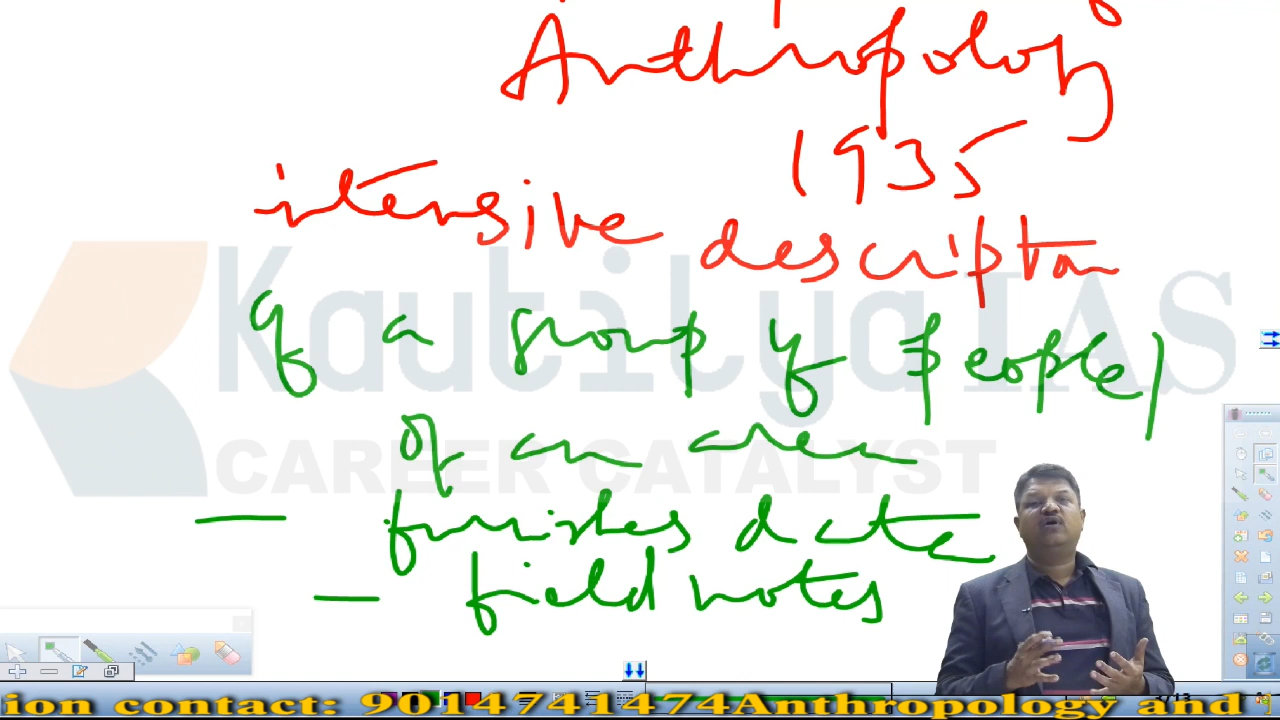 Anthropology
1935
intensive description
of a group of people/
of an area
— furnishes data
— field notes
Kautilya IAS
CAREER CATALYST
ion contact: 9014741474Anthropology and